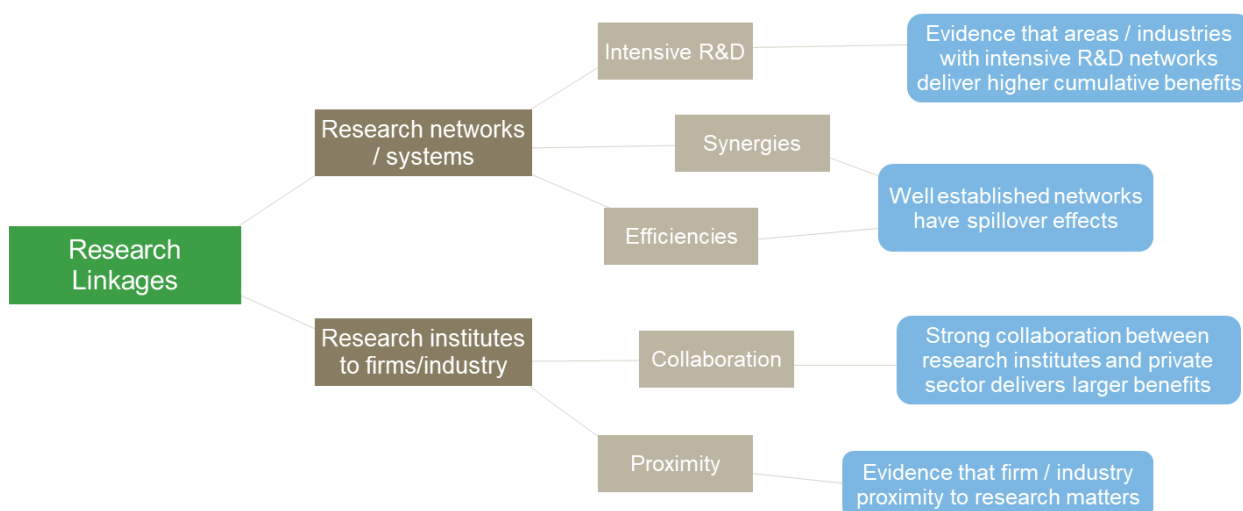 Research
Linkages
Research networks
/ systems
Intensive R&D
Evidence that areas / industries
with intensive R&D networks
deliver higher cumulative benefits
Synergies
Efficiencies
Well established networks
have spillover effects
Research institutes
to firms/industry
Collaboration
Strong collaboration between
research institutes and private
sector delivers larger benefits
Proximity
Evidence that firm / industry
proximity to research matters